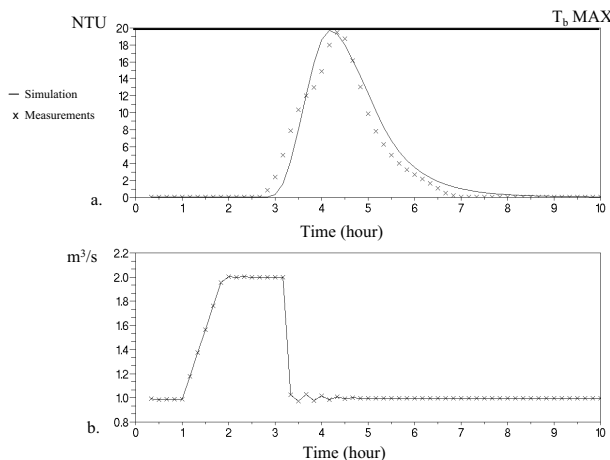 NTU
T_b MAX
20
18
16
14
12
10
8
6
4
2
0
— Simulation
x Measurements
a.
0 1 2 3 4 5 6 7 8 9 10
Time (hour)
m³/s
2.2
2.0
1.8
1.6
1.4
1.2
1.0
0.8
b.
0 1 2 3 4 5 6 7 8 9 10
Time (hour)